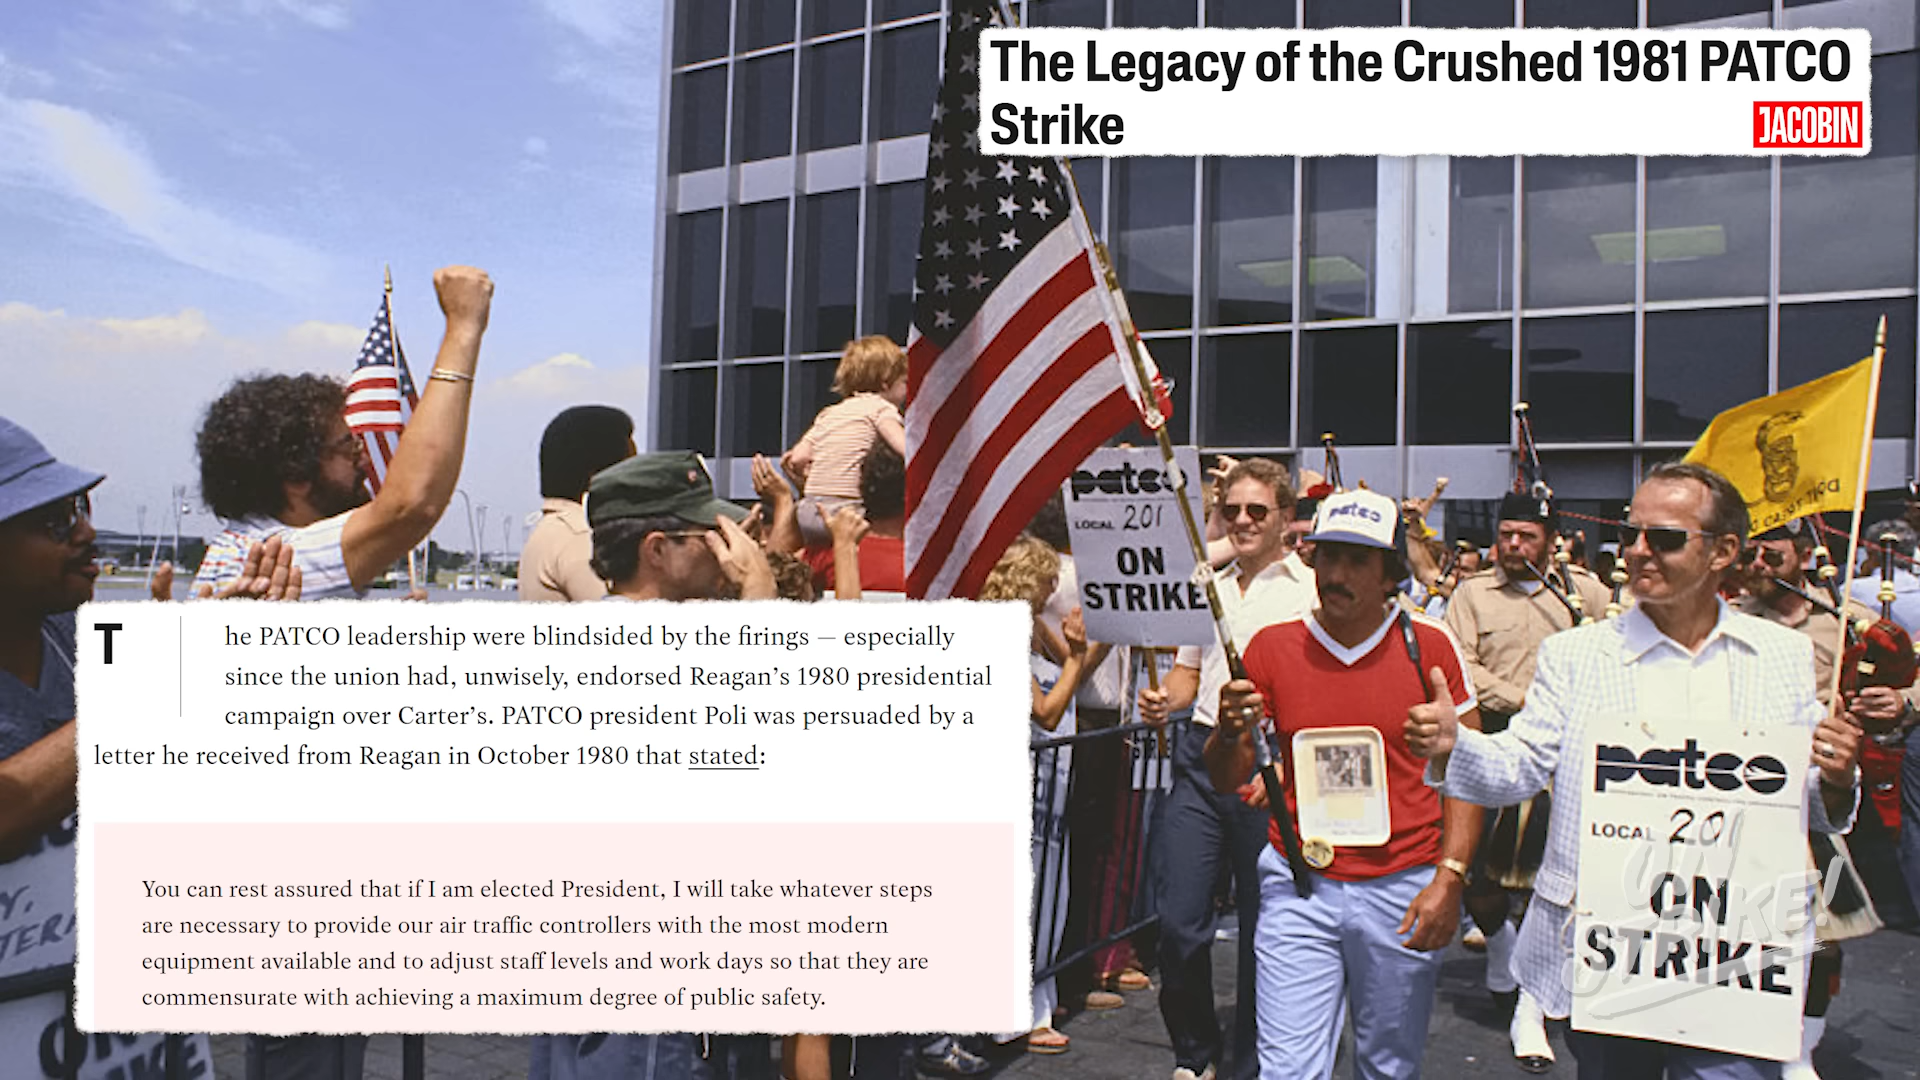 The Legacy of the Crushed 1981 PATCO
Strike
JACOBIN
patco
LOCAL 201
ON
STRIKE
patco
The PATCO leadership were blindsided by the firings — especially
since the union had, unwisely, endorsed Reagan's 1980 presidential
campaign over Carter's. PATCO president Poli was persuaded by a
letter he received from Reagan in October 1980 that stated:
You can rest assured that if I am elected President, I will take whatever steps
are necessary to provide our air traffic controllers with the most modern
equipment available and to adjust staff levels and work days so that they are
commensurate with achieving a maximum degree of public safety.
patco
LOCAL 201
ON
STRIKE
ON
STRIKE!